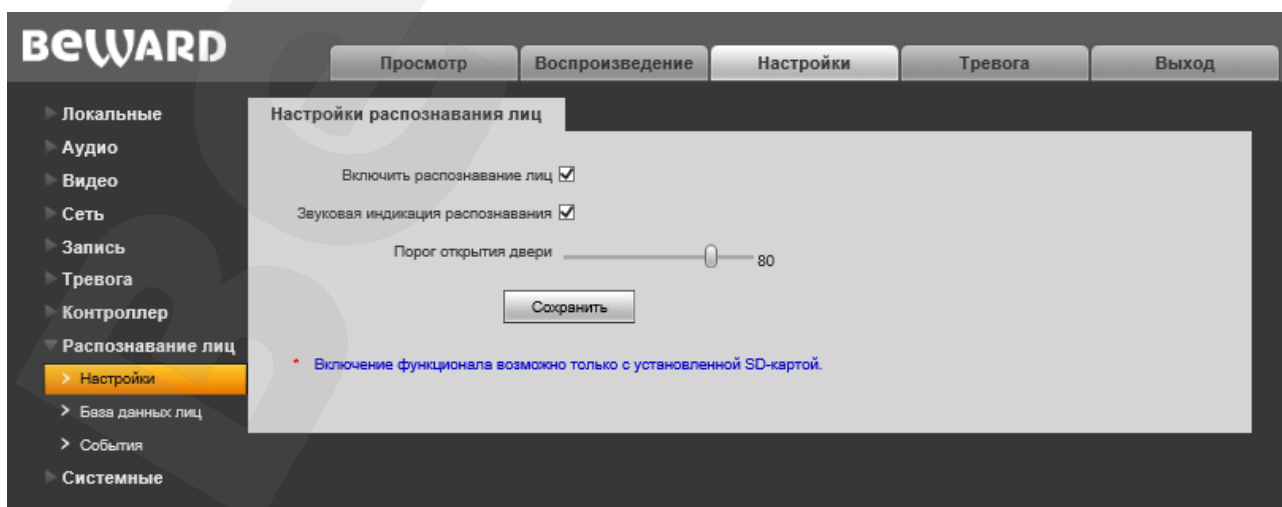 BEWARD
Просмотр Воспроизведение Настройки Тревога Выход
Локальные
Аудио
Видео
Сеть
Запись
Тревога
Контроллер
Распознавание лиц
Настройки
База данных лиц
События
Системные
Настройки распознавания лиц
Включить распознавание лиц
Звуковая индикация распознавания
Порог открытия двери 80
Сохранить
* Включение функционала возможно только с установленной SD-картой.